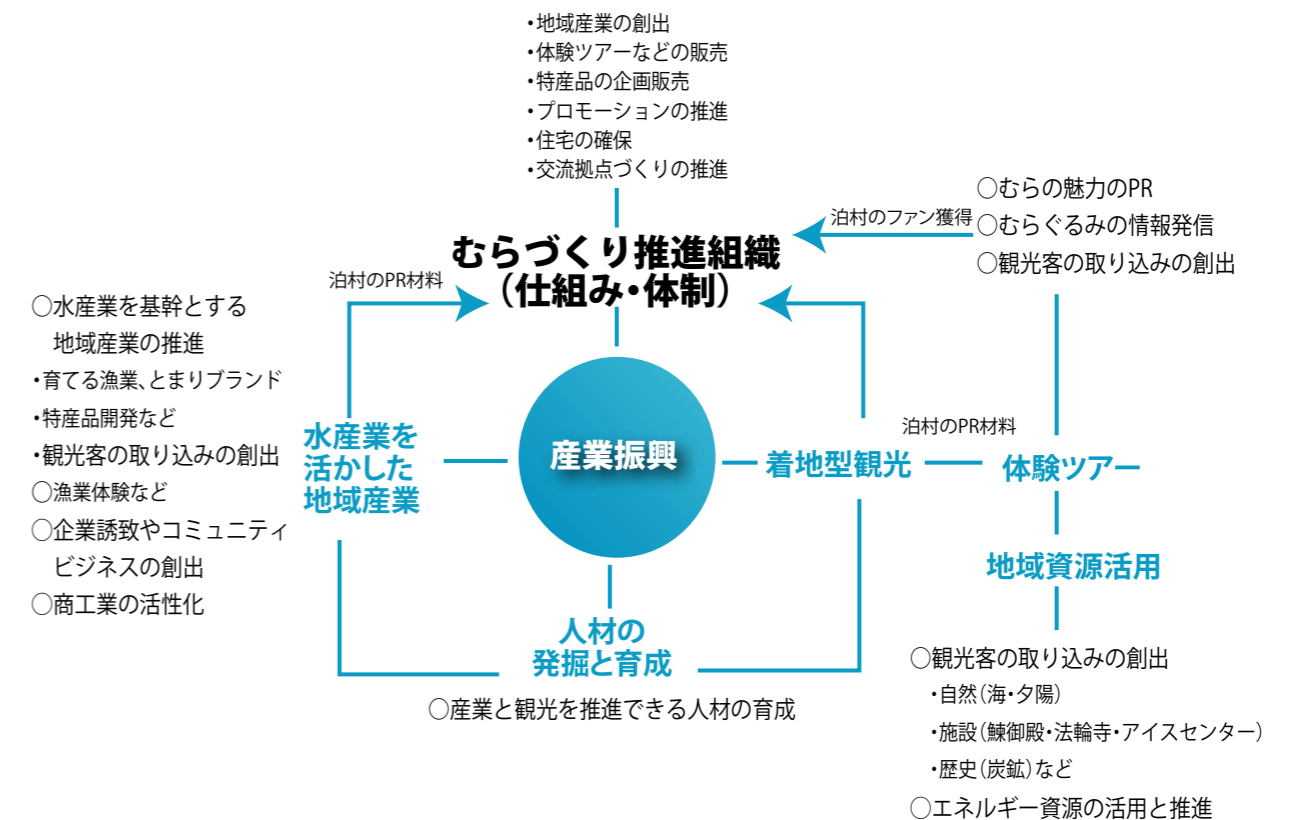 ・地域産業の創出
・体験ツアーなどの販売
・特産品の企画販売
・プロモーションの推進
・住宅の確保
・交流拠点づくりの推進
むらづくり推進組織
（仕組み・体制）
泊村のファン獲得
○むらの魅力のPR
○むらぐるみの情報発信
○観光客の取り込みの創出
泊村のPR材料
○水産業を基幹とする
地域産業の推進
・育てる漁業、とまりブランド
・特産品開発など
・観光客の取り込みの創出
○漁業体験など
○企業誘致やコミュニティ
ビジネスの創出
○商工業の活性化
水産業を
活かした
地域産業
産業振興
着地型観光
泊村のPR材料
体験ツアー
地域資源活用
人材の
発掘と育成
○産業と観光を推進できる人材の育成
○観光客の取り込みの創出
・自然（海・夕陽）
・施設（鰊御殿・法輪寺・アイスセンター）
・歴史（炭鉱）など
○エネルギー資源の活用と推進